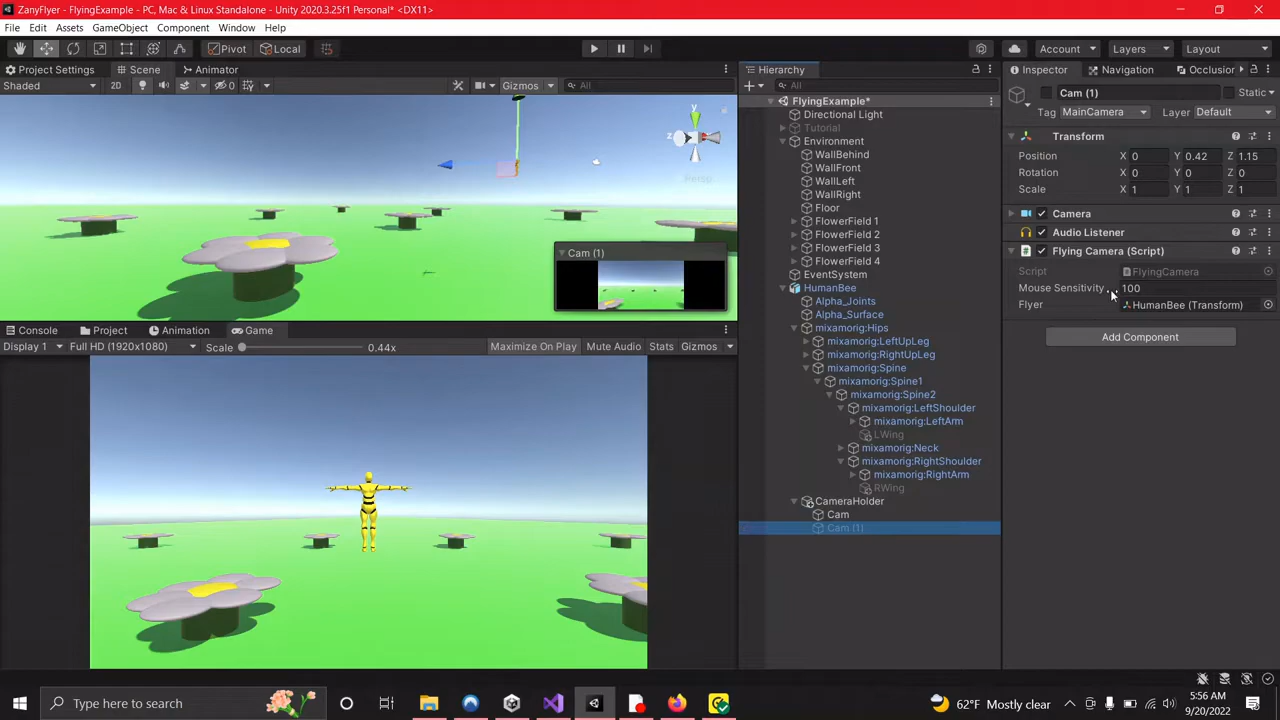 ZanyFlyer - FlyingExample - PC, Mac & Linux Standalone - Unity 2020.3.25f1 Personal* <DX11>
File Edit Assets GameObject Component Window Help
Pivot Local Account Layers Layout
Project Settings Scene Animator
Shaded 2D 0 Gizmos All
y
z
Persp
Cam (1)
Console Project Animation Game
Display 1 Full HD (1920x1080) Scale 0.44x Maximize On Play Mute Audio Stats Gizmos
Hierarchy
All
FlyingExample*
Directional Light
Tutorial
Environment
WallBehind
WallFront
WallLeft
WallRight
Floor
FlowerField 1
FlowerField 2
FlowerField 3
FlowerField 4
EventSystem
HumanBee
Alpha_Joints
Alpha_Surface
mixamorig:Hips
mixamorig:LeftUpLeg
mixamorig:RightUpLeg
mixamorig:Spine
mixamorig:Spine1
mixamorig:Spine2
mixamorig:LeftShoulder
mixamorig:LeftArm
LWing
mixamorig:Neck
mixamorig:RightShoulder
mixamorig:RightArm
RWing
CameraHolder
Cam
Cam (1)
Inspector Navigation Occlusion
Cam (1) Static
Tag MainCamera Layer Default
Transform
Position X 0 Y 0.42 Z 1.15
Rotation X 0 Y 0 Z 0
Scale X 1 Y 1 Z 1
Camera
Audio Listener
Flying Camera (Script)
Script FlyingCamera
Mouse Sensitivity 100
Flyer HumanBee (Transform)
Add Component
Type here to search
62°F Mostly clear
5:56 AM
9/20/2022